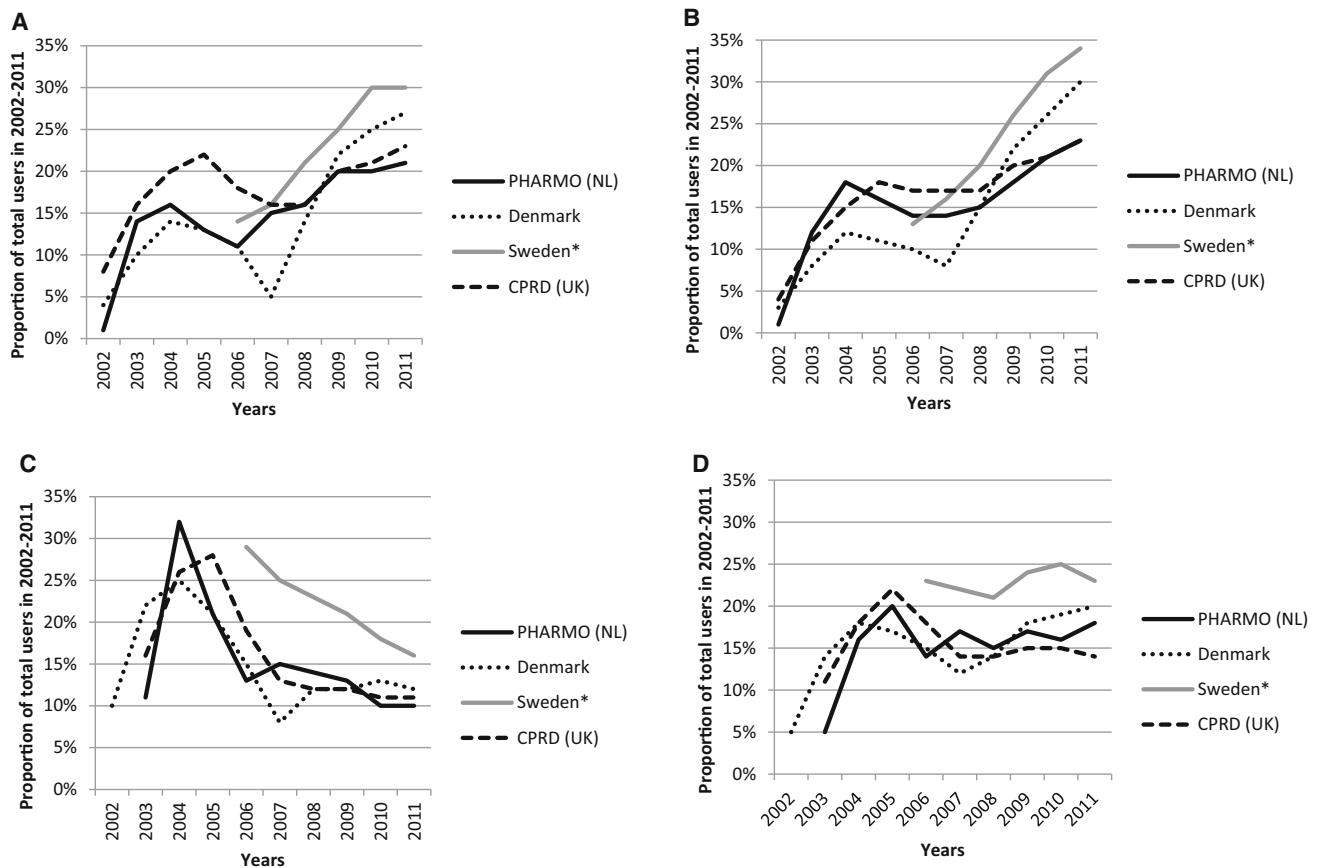 A
Proportion of total users in 2002-2011
35%
30%
25%
20%
15%
10%
5%
0%
2002
2003
2004
2005
2006
2007
2008
2009
2010
2011
Years
PHARMO (NL)
Denmark
Sweden*
CPRD (UK)
B
Proportion of total users in 2002-2011
35%
30%
25%
20%
15%
10%
5%
0%
2002
2003
2004
2005
2006
2007
2008
2009
2010
2011
Years
PHARMO (NL)
Denmark
Sweden*
CPRD (UK)
C
Proportion of total users in 2002-2011
35%
30%
25%
20%
15%
10%
5%
0%
2002
2003
2004
2005
2006
2007
2008
2009
2010
2011
Years
PHARMO (NL)
Denmark
Sweden*
CPRD (UK)
D
Proportion of total users in 2002-2011
35%
30%
25%
20%
15%
10%
5%
0%
2002
2003
2004
2005
2006
2007
2008
2009
2010
2011
Years
PHARMO (NL)
Denmark
Sweden*
CPRD (UK)